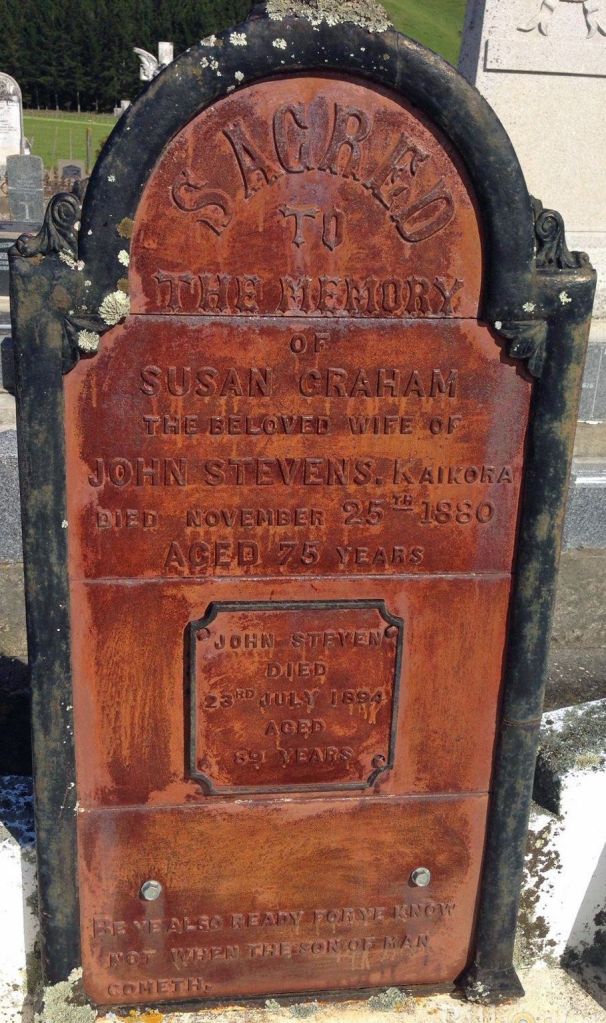 SACRED
TO
THE MEMORY
OF
SUSAN GRAHAM
THE BELOVED WIFE OF
JOHN STEVENS. KAIKORA
DIED NOVEMBER 25TH 1880
AGED 75 YEARS
JOHN STEVEN
DIED
23RD JULY 1894
AGED
YEARS
BE YE ALSO READY FOR YE KNOW
NOT WHEN THE SON OF MAN
COMETH.